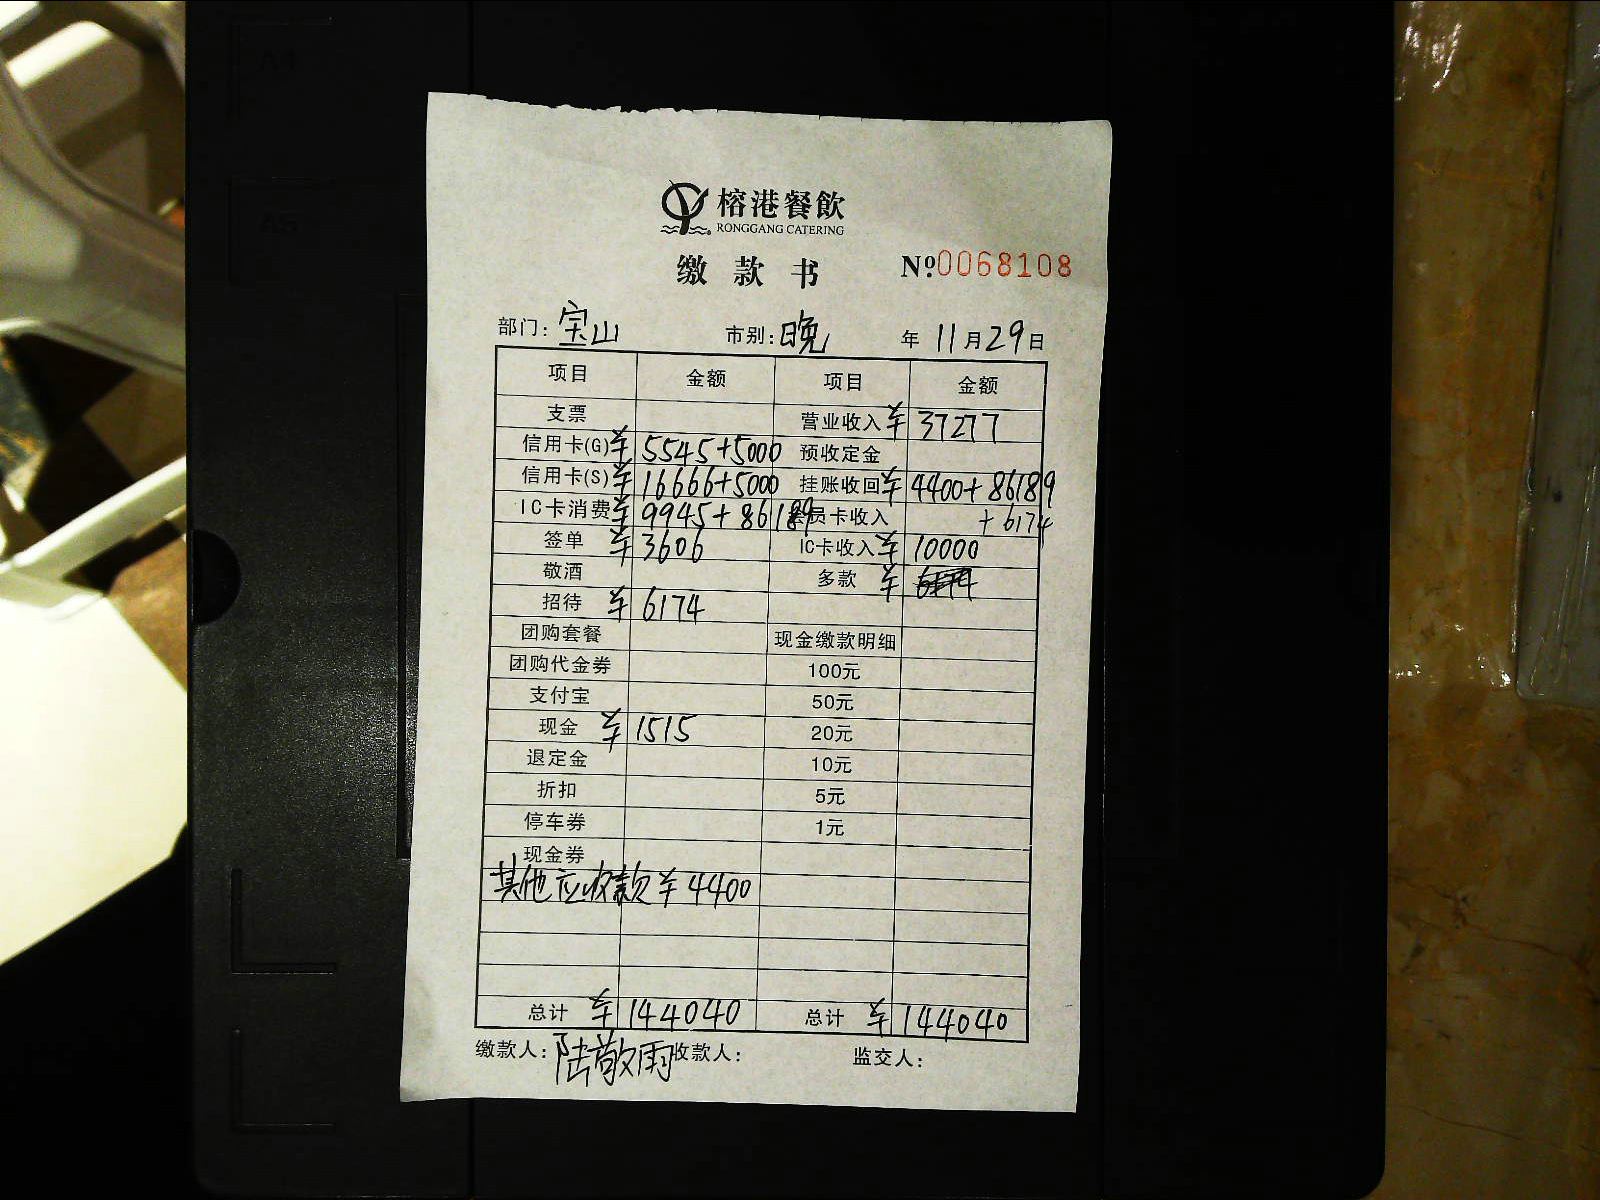 榕港餐飲
RONGGANG CATERING
缴款书 №0068108
部门: 宝山 市别: 晚 年 11月29日
项目 金额 项目 金额
支票 营业收入 ¥ 37277
信用卡(G) ¥ 5545+5000 预收定金
信用卡(S) ¥ 16666+5000 挂账收回 ¥ 4400+86189
IC卡消费 ¥ 9945+86189 会员卡收入 +6174
签单 ¥ 3606 IC卡收入 ¥ 10000
敬酒 多款 ¥
招待 ¥ 6174
团购套餐 现金缴款明细
团购代金券 100元
支付宝 50元
现金 ¥ 1515 20元
退定金 10元
折扣 5元
停车券 1元
现金券
其他应收款 ¥ 4400
总计 ¥ 144040 总计 ¥ 144040
缴款人: 陆敬雨 收款人: 监交人: